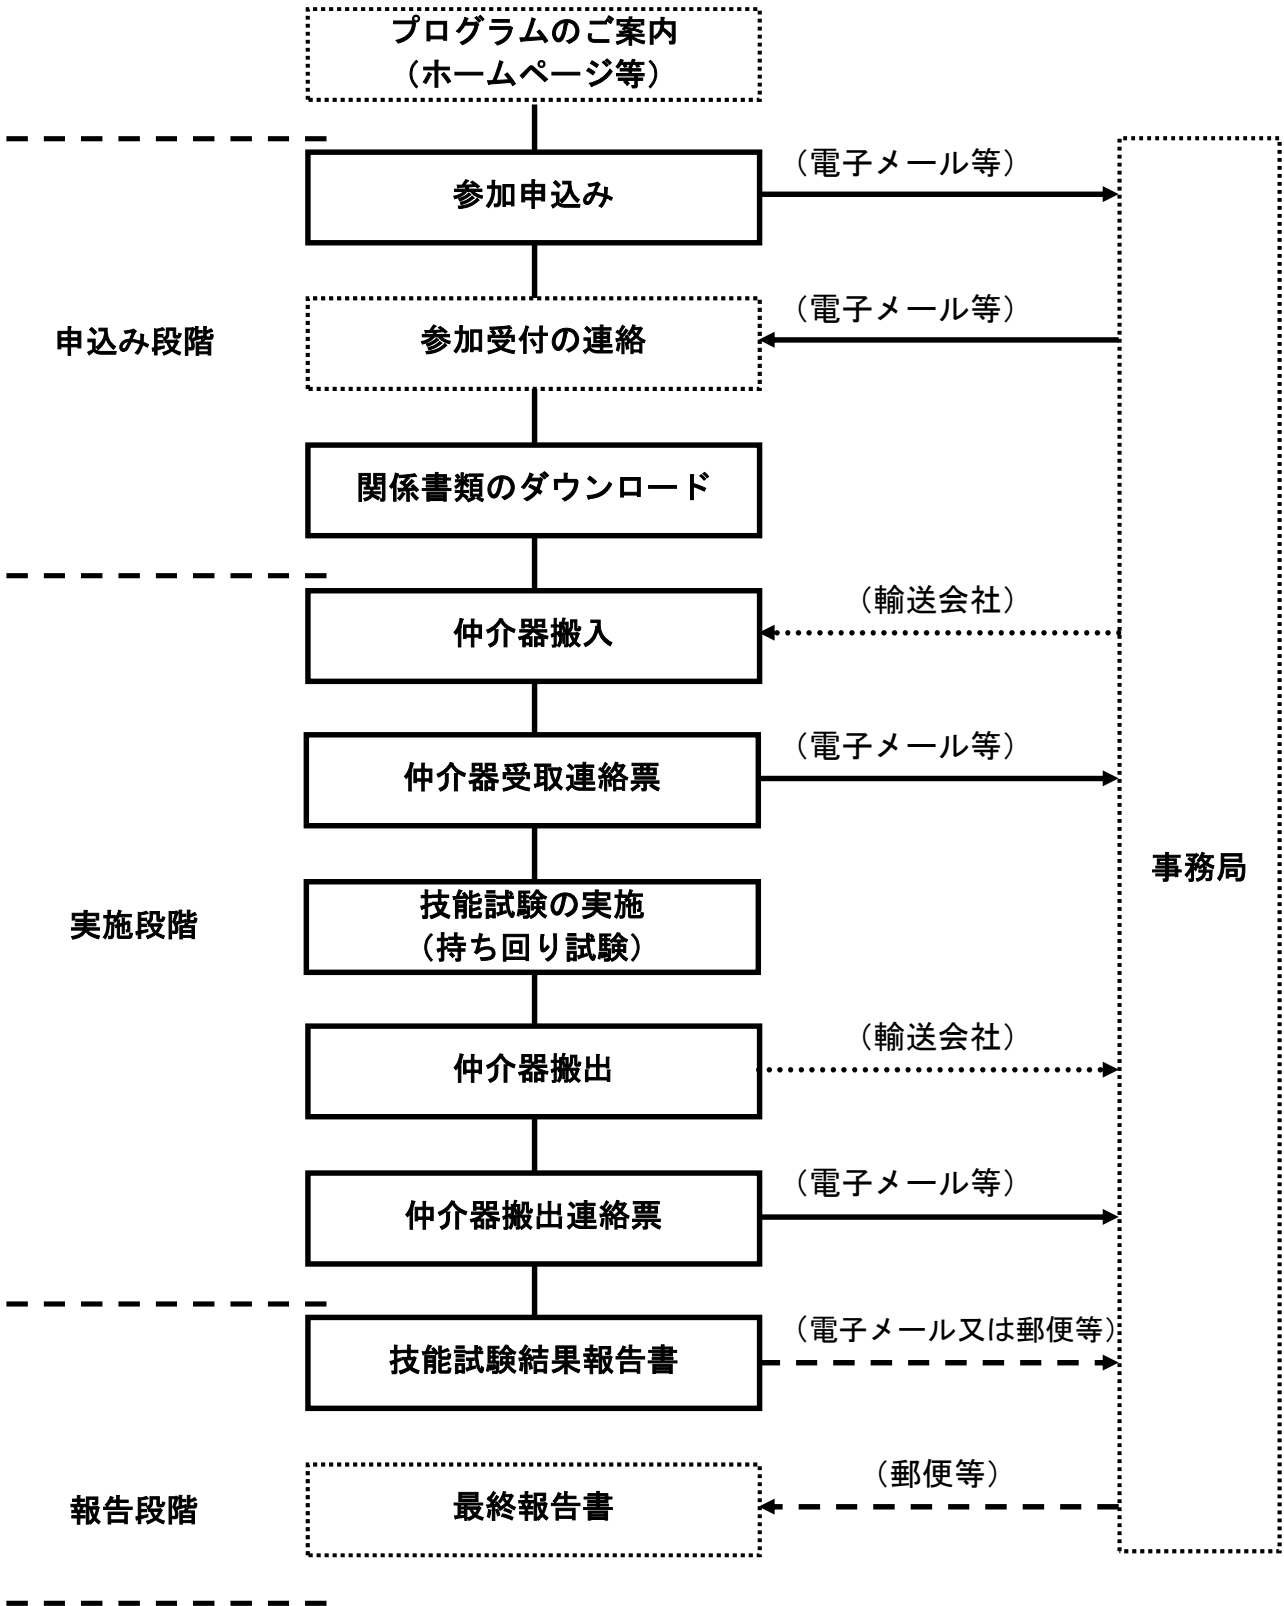 プログラムのご案内
（ホームページ等）
参加申込み
（電子メール等）
申込み段階
参加受付の連絡
（電子メール等）
関係書類のダウンロード
仲介器搬入
（輸送会社）
仲介器受取連絡票
（電子メール等）
事務局
実施段階
技能試験の実施
（持ち回り試験）
仲介器搬出
（輸送会社）
仲介器搬出連絡票
（電子メール等）
技能試験結果報告書
（電子メール又は郵便等）
報告段階
最終報告書
（郵便等）